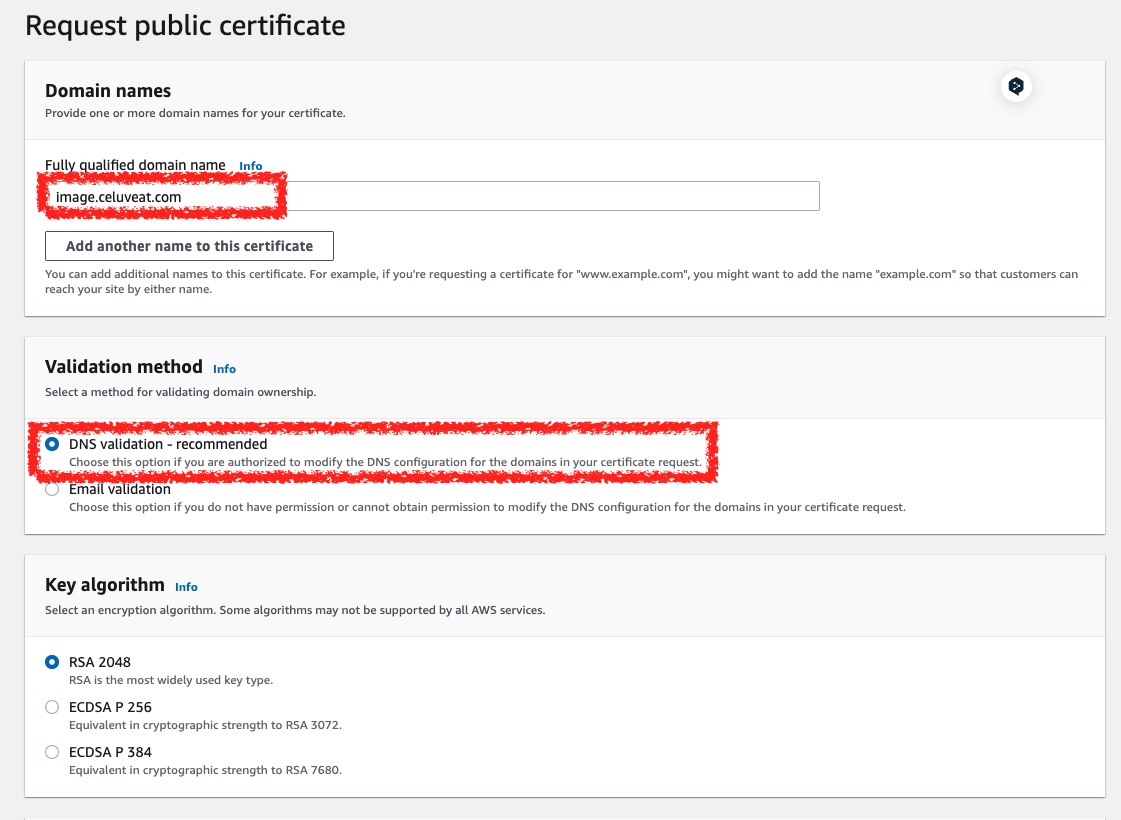 Request public certificate
Domain names
Provide one or more domain names for your certificate.
Fully qualified domain name Info
image.celuveat.com
Add another name to this certificate
You can add additional names to this certificate. For example, if you're requesting a certificate for "www.example.com", you might want to add the name "example.com" so that customers can
reach your site by either name.
Validation method Info
Select a method for validating domain ownership.
DNS validation - recommended
Choose this option if you are authorized to modify the DNS configuration for the domains in your certificate request.
Email validation
Choose this option if you do not have permission or cannot obtain permission to modify the DNS configuration for the domains in your certificate request.
Key algorithm Info
Select an encryption algorithm. Some algorithms may not be supported by all AWS services.
RSA 2048
RSA is the most widely used key type.
ECDSA P 256
Equivalent in cryptographic strength to RSA 3072.
ECDSA P 384
Equivalent in cryptographic strength to RSA 7680.